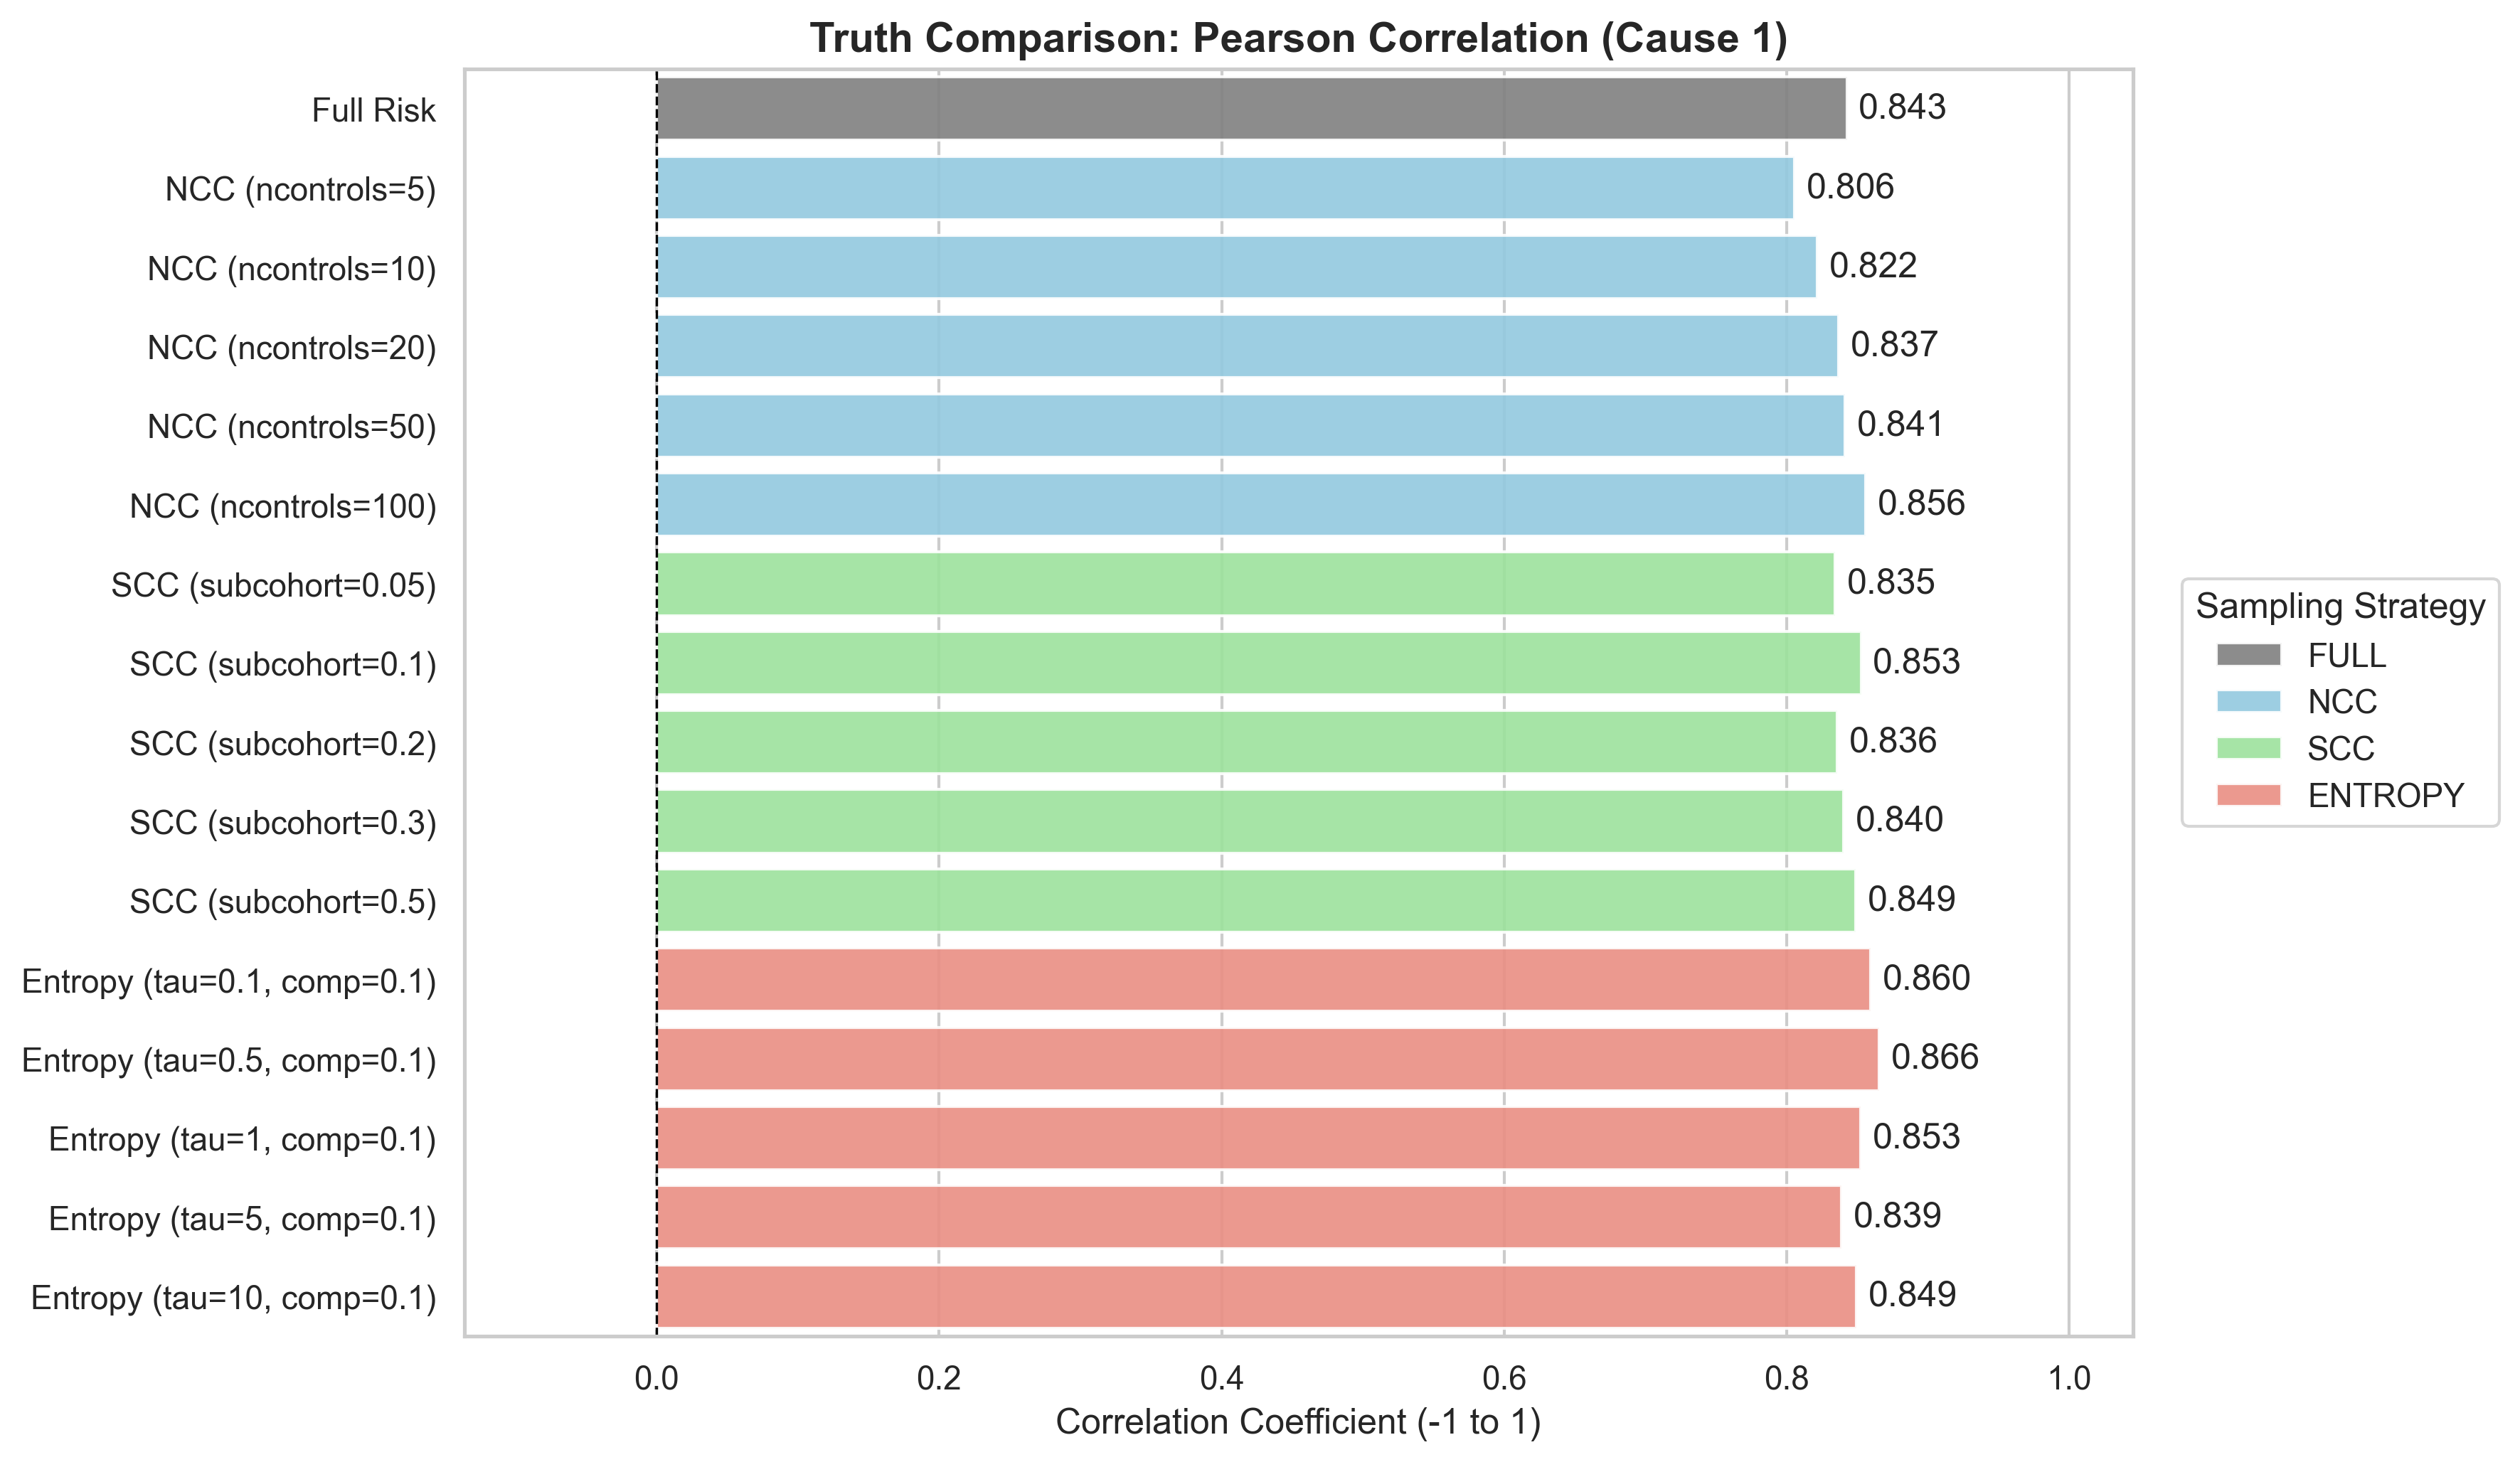 Truth Comparison: Pearson Correlation (Cause 1)
Full Risk 0.843
NCC (ncontrols=5) 0.806
NCC (ncontrols=10) 0.822
NCC (ncontrols=20) 0.837
NCC (ncontrols=50) 0.841
NCC (ncontrols=100) 0.856
SCC (subcohort=0.05) 0.835
SCC (subcohort=0.1) 0.853
SCC (subcohort=0.2) 0.836
SCC (subcohort=0.3) 0.840
SCC (subcohort=0.5) 0.849
Entropy (tau=0.1, comp=0.1) 0.860
Entropy (tau=0.5, comp=0.1) 0.866
Entropy (tau=1, comp=0.1) 0.853
Entropy (tau=5, comp=0.1) 0.839
Entropy (tau=10, comp=0.1) 0.849
0.0 0.2 0.4 0.6 0.8 1.0
Correlation Coefficient (-1 to 1)
Sampling Strategy
FULL
NCC
SCC
ENTROPY